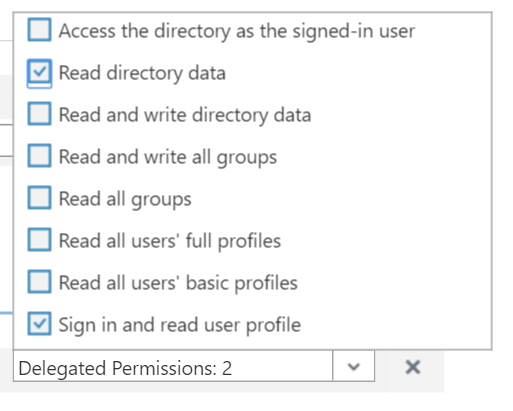 Access the directory as the signed-in user
Read directory data
Read and write directory data
Read and write all groups
Read all groups
Read all users' full profiles
Read all users' basic profiles
Sign in and read user profile
Delegated Permissions: 2